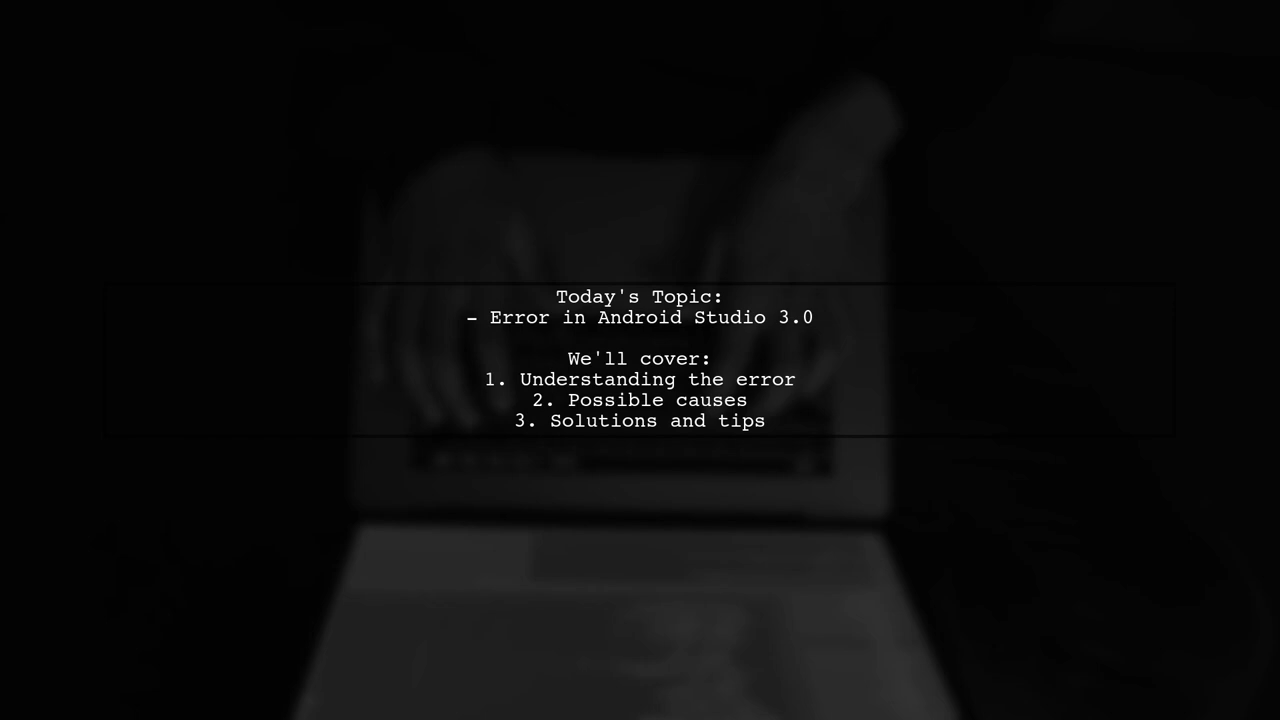 Today's Topic:
- Error in Android Studio 3.0
We'll cover:
1. Understanding the error
2. Possible causes
3. Solutions and tips